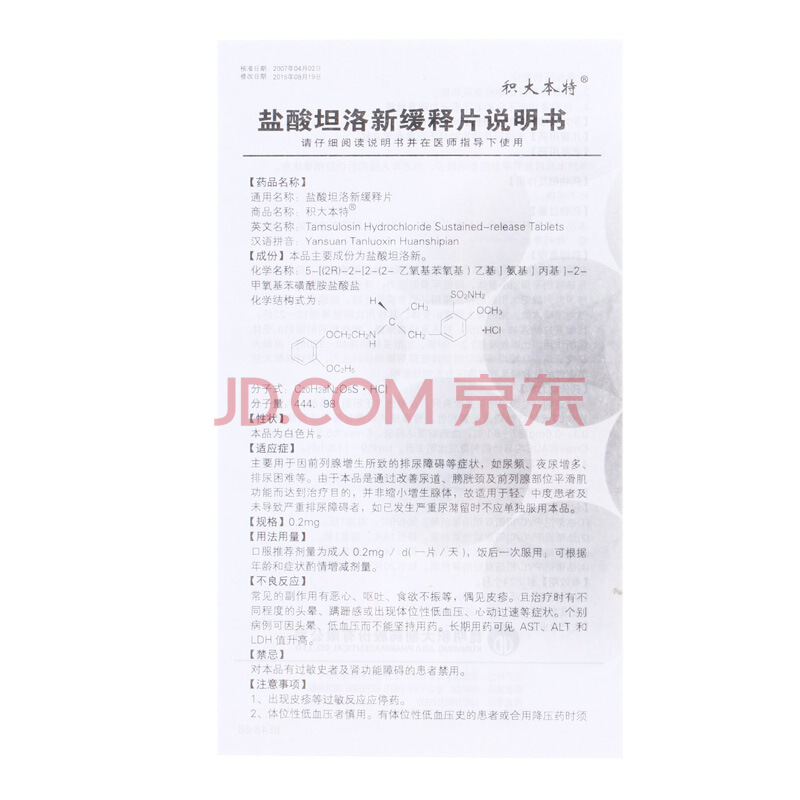 核准日期：2007年04月02日
修改日期：2015年09月19日
积大本特®
盐酸坦洛新缓释片说明书
请仔细阅读说明书并在医师指导下使用
【药品名称】
通用名称：盐酸坦洛新缓释片
商品名称：积大本特®
英文名称：Tamsulosin Hydrochloride Sustained-release Tablets
汉语拼音：Yansuan Tanluoxin Huanshipian
【成份】本品主要成份为盐酸坦洛新。
化学名称：5-[(2R)-2-[2-(2-乙氧基苯氧基)乙基]氨基]丙基]-2-
甲氧基苯磺酰胺盐酸盐
化学结构式为：
H
CH₃
SO₂NH₂
OCH₃
OCH₂CH₂N
H
C
CH₂
·HCl
OC₂H₅
分子式：C₂₀H₂₈N₂O₅S·HCl
分子量：444.98
JD.COM 京东
【性状】
本品为白色片。
【适应症】
主要用于因前列腺增生所致的排尿障碍等症状，如尿频、夜尿增多、
排尿困难等。由于本品是通过改善尿道、膀胱颈及前列腺部位平滑肌
功能而达到治疗目的，并非缩小增生腺体，故适用于轻、中度患者及
未导致严重排尿障碍者，如已发生严重尿潴留时不应单独服用本品。
【规格】0.2mg
【用法用量】
口服推荐剂量为成人 0.2mg / d(一片/天)，饭后一次服用，可根据
年龄和症状酌情增减剂量。
【不良反应】
常见的副作用有恶心、呕吐、食欲不振等，偶见皮疹。且治疗时有不
同程度的头晕、蹒跚感或出现体位性低血压、心动过速等症状。个别
病例可因头晕、低血压而不能坚持用药。长期用药可见 AST、ALT 和
LDH 值升高。
【禁忌】
对本品有过敏史者及肾功能障碍的患者禁用。
【注意事项】
1、出现皮疹等过敏反应应停药。
2、体位性低血压者慎用。有体位性低血压史的患者或合用降压药时须